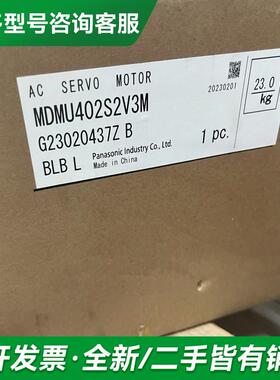 多型号咨询客服
AC SERVO MOTOR
20230201
23.0
kg
MDMU402S2V3M
G23020437Z B
1 pc.
BLB L
Panasonic Industry Co., Ltd.
Made in China
开发票·全新/二手皆有销